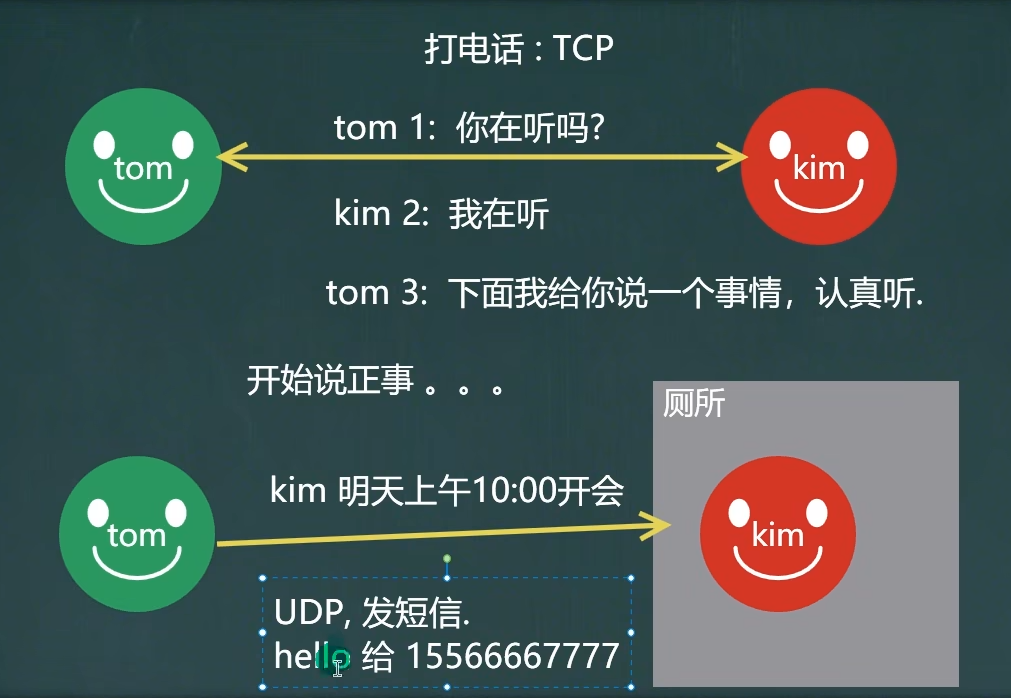 打电话 : TCP
tom 1: 你在听吗?
tom
kim
kim 2: 我在听
tom 3: 下面我给你说一个事情，认真听.
开始说正事 。。。
厕所
kim 明天上午10:00开会
tom
kim
UDP, 发短信.
hello 给 15566667777